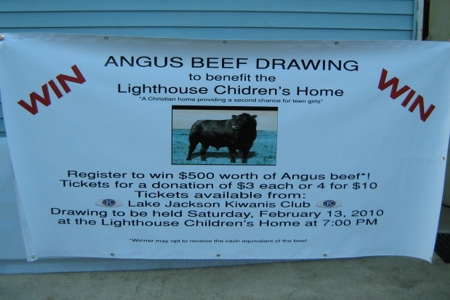 WIN
ANGUS BEEF DRAWING
to benefit the
Lighthouse Chidren's Home
"A Christian home providing a second chance for teen girls"
WIN
Register to win $500 worth of Angus beef*!
Tickets for a donation of $3 each or 4 for $10
Tickets available from:
K Lake Jackson Kiwanis Club K
Drawing to be held Saturday, February 13, 2010
at the Lighthouse Children's Home at 7:00 PM
*Winner may opt to receive the cash equivalent of the beef.